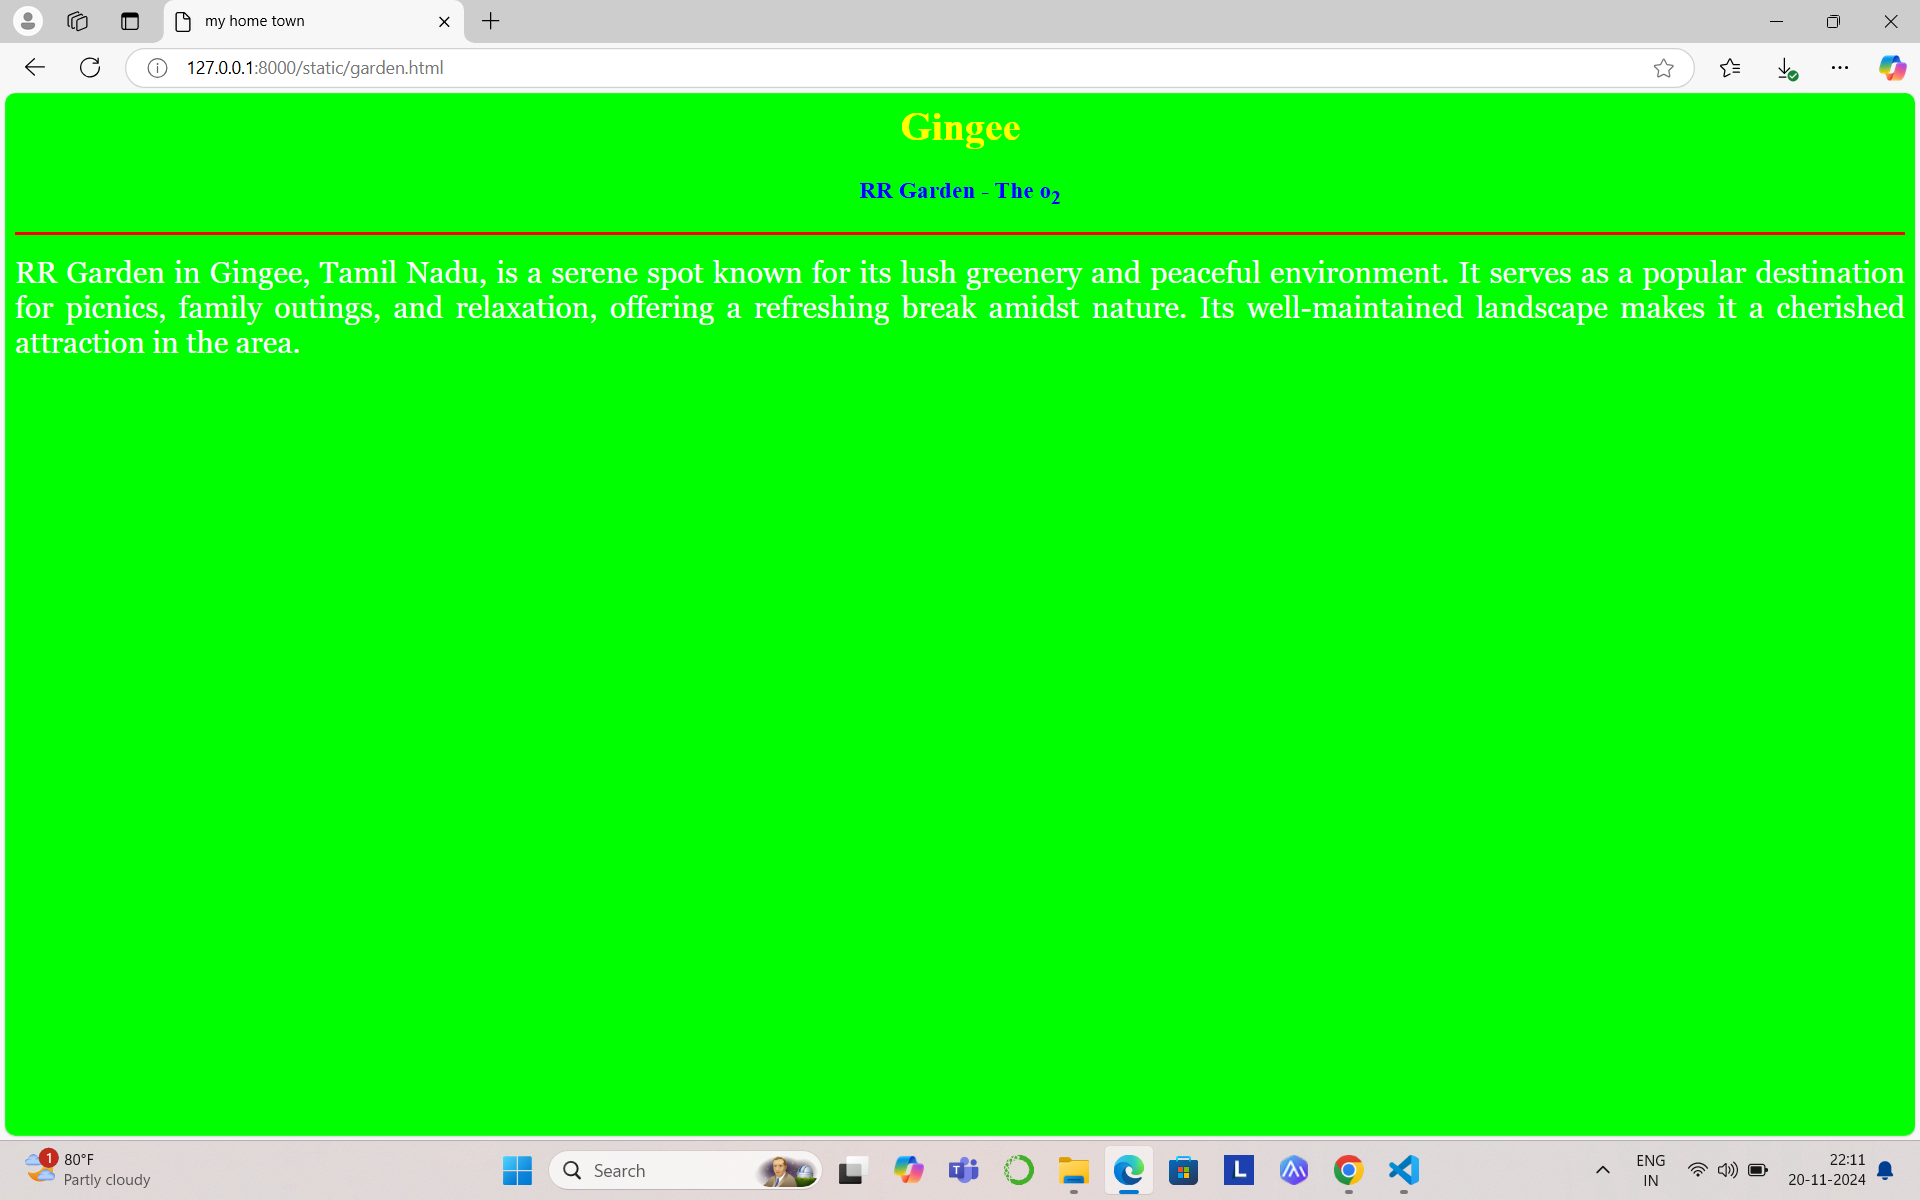 my home town
127.0.0.1:8000/static/garden.html
Gingee
RR Garden - The o2
RR Garden in Gingee, Tamil Nadu, is a serene spot known for its lush greenery and peaceful environment. It serves as a popular destination
for picnics, family outings, and relaxation, offering a refreshing break amidst nature. Its well-maintained landscape makes it a cherished
attraction in the area.
1
80°F
Partly cloudy
Search
L
ENG
IN
22:11
20-11-2024